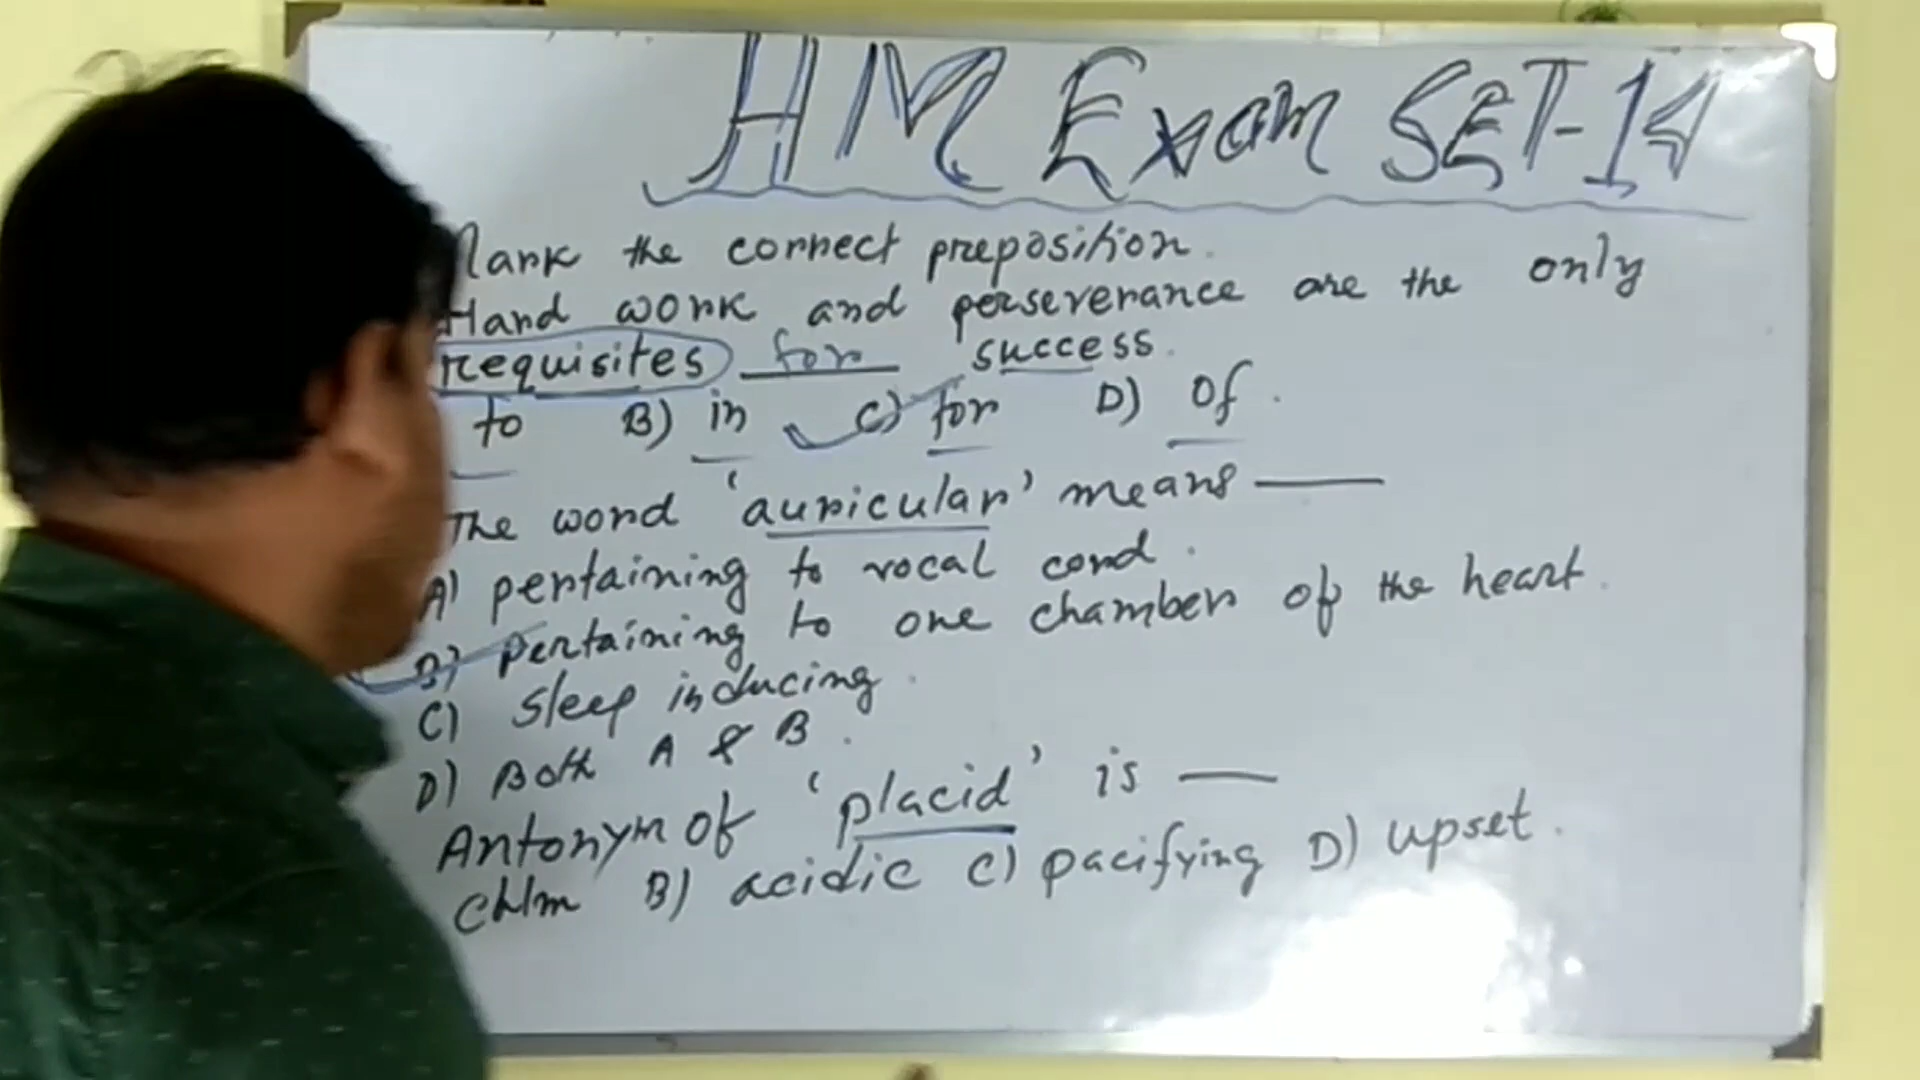 HM Exam SET-14
Mark the correct preposition.
Hard work and perseverance are the only
requisites for success.
to B) in C) for D) of.
The word 'auricular' means ——
A) pertaining to vocal cord.
B) pertaining to one chamber of the heart.
C) sleep inducing.
D) Both A & B.
Antonym of 'placid' is ——
B) acidic C) pacifying D) upset.